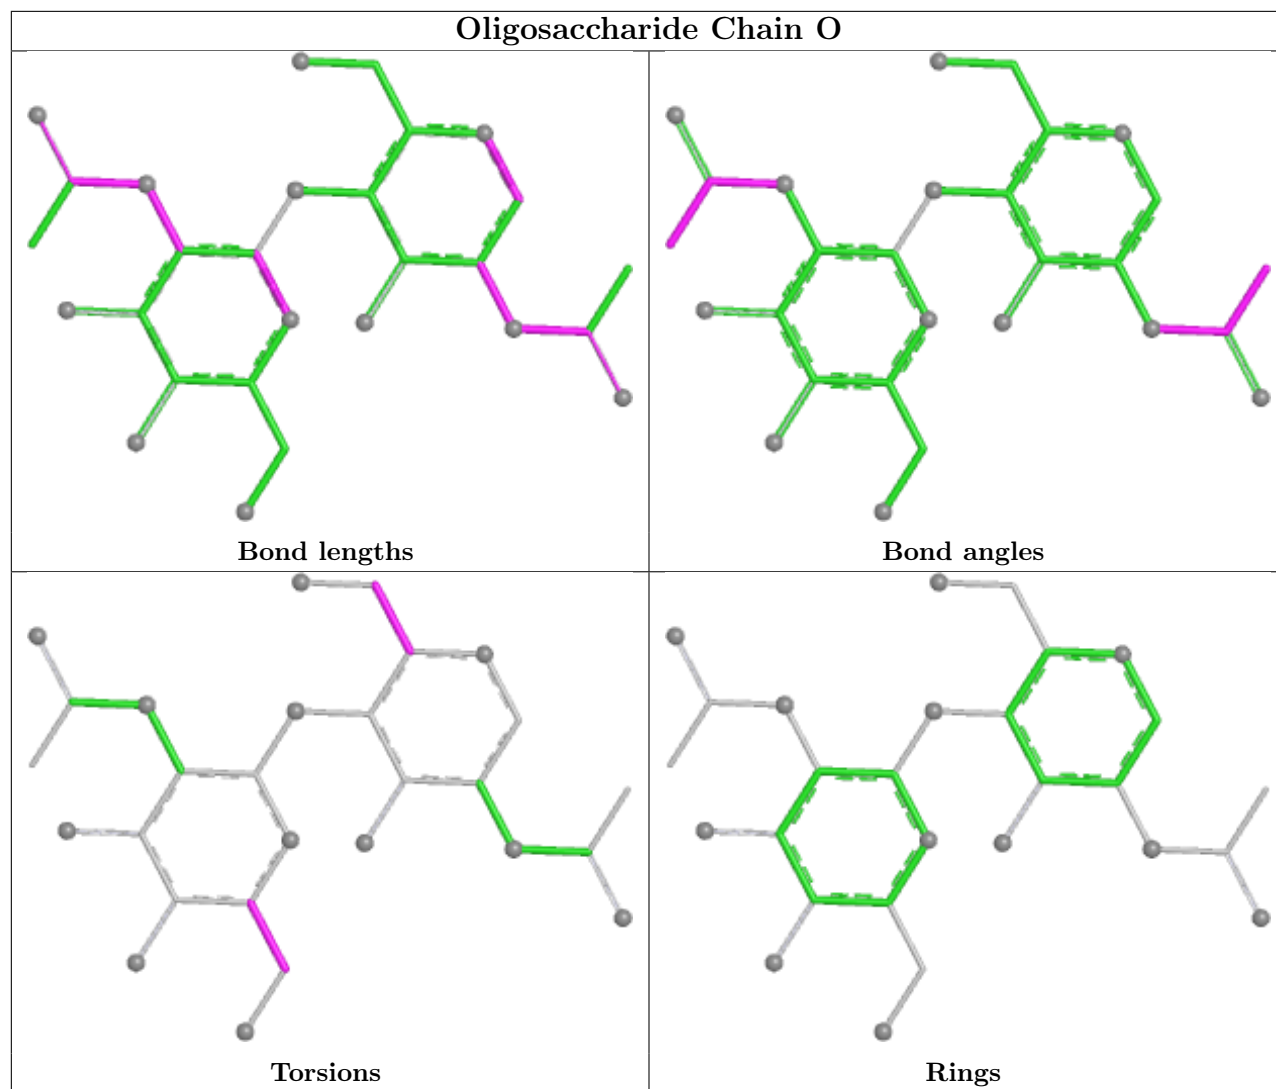 Oligosaccharide Chain O
Bond lengths
Bond angles
Torsions
Rings